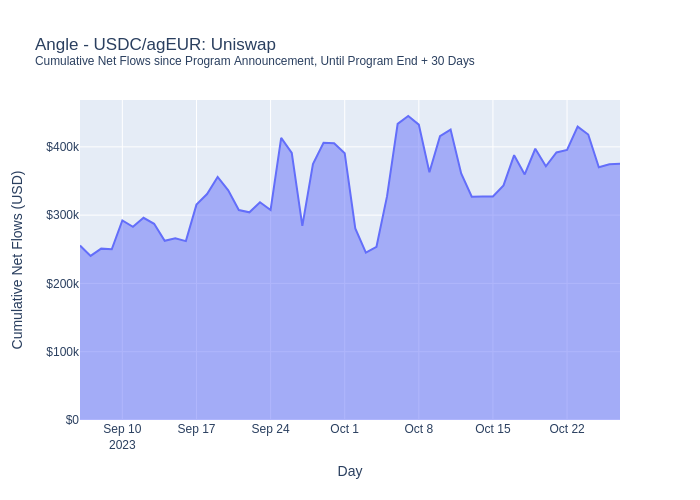 Angle - USDC/agEUR: Uniswap
Cumulative Net Flows since Program Announcement, Until Program End + 30 Days
Cumulative Net Flows (USD)
$400k
$300k
$200k
$100k
$0
Sep 10
2023
Sep 17
Sep 24
Oct 1
Oct 8
Oct 15
Oct 22
Day